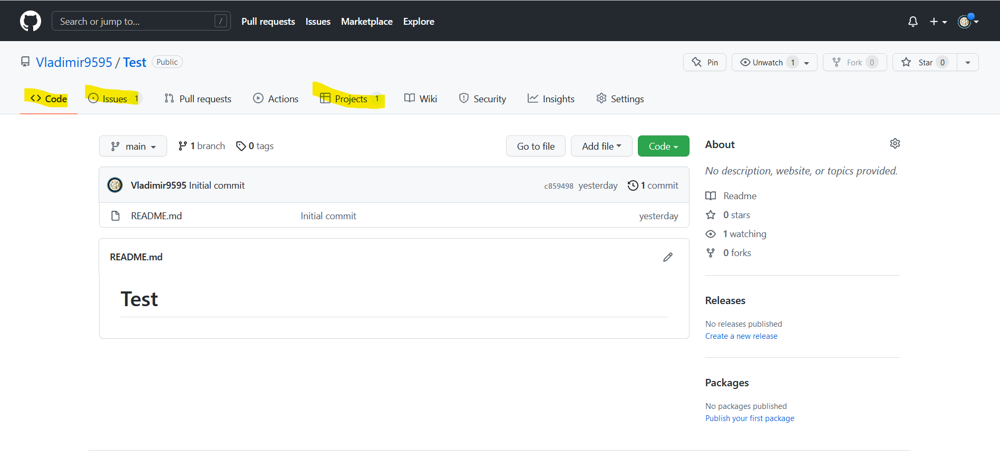 Search or jump to... / Pull requests Issues Marketplace Explore
Vladimir9595 / Test Public Pin Unwatch 1 Fork 0 Star 0
Code Issues 1 Pull requests Actions Projects 1 Wiki Security Insights Settings
main 1 branch 0 tags Go to file Add file Code
Vladimir9595 Initial commit c859498 yesterday 1 commit
README.md Initial commit yesterday
README.md
Test
About
No description, website, or topics provided.
Readme
0 stars
1 watching
0 forks
Releases
No releases published
Create a new release
Packages
No packages published
Publish your first package